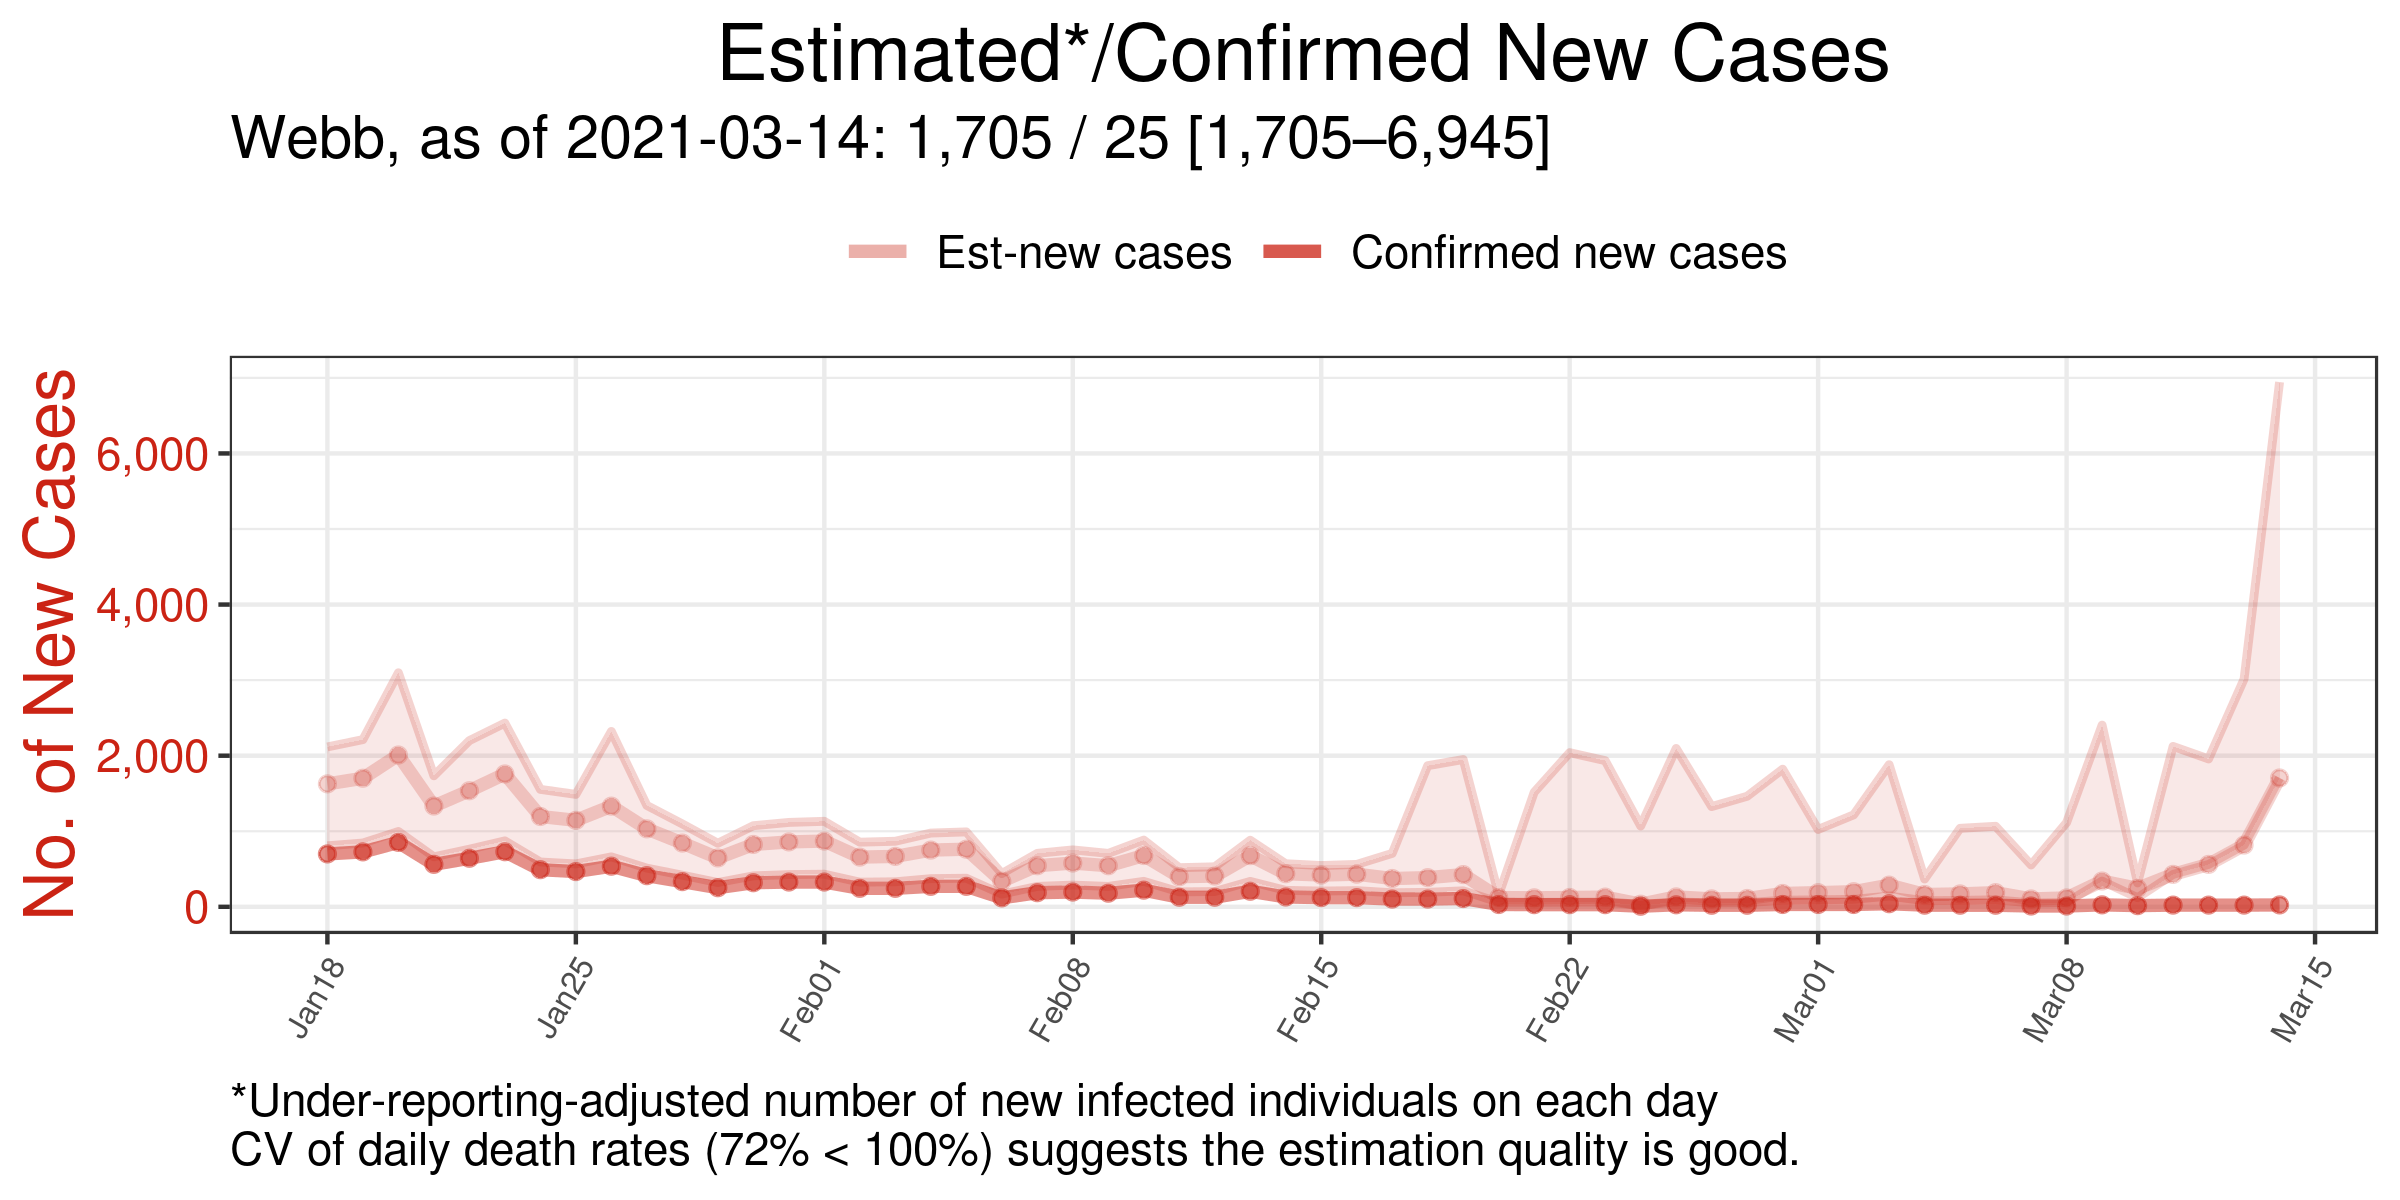 Estimated*/Confirmed New Cases
Webb, as of 2021-03-14: 1,705 / 25 [1,705–6,945]
Est-new cases
Confirmed new cases
No. of New Cases
6,000
4,000
2,000
0
Jan18
Jan25
Feb01
Feb08
Feb15
Feb22
Mar01
Mar08
Mar15
*Under-reporting-adjusted number of new infected individuals on each day
CV of daily death rates (72% < 100%) suggests the estimation quality is good.